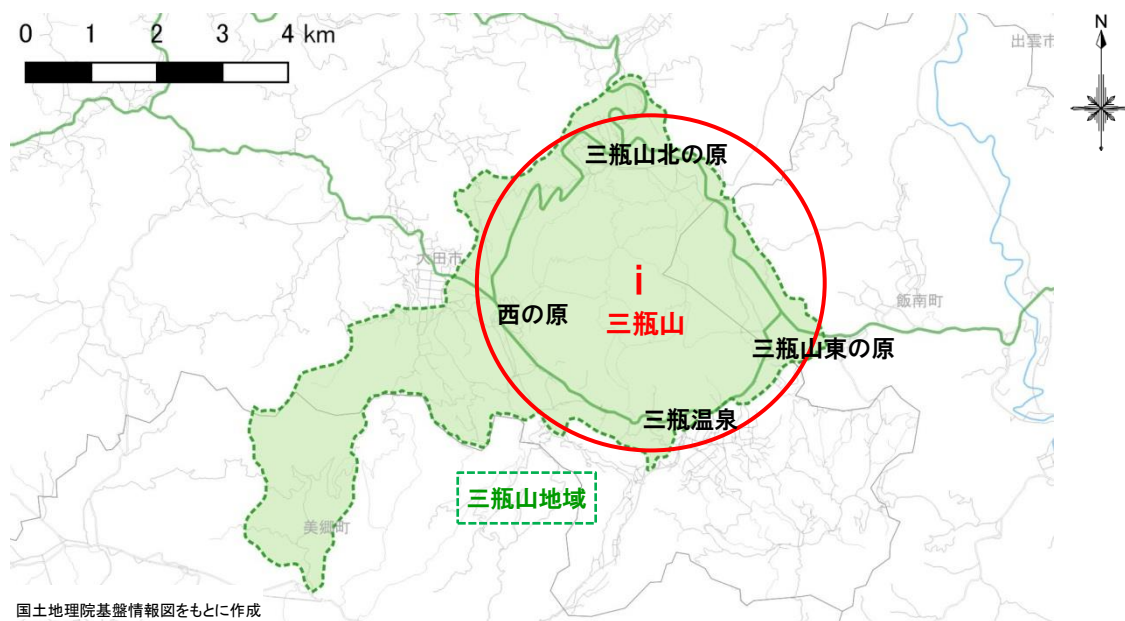 0 1 2 3 4 km
N
出雲市
三瓶山北の原
大田市
i
飯南町
西の原
三瓶山
三瓶山東の原
三瓶温泉
三瓶山地域
美郷町
国土地理院基盤情報図をもとに作成